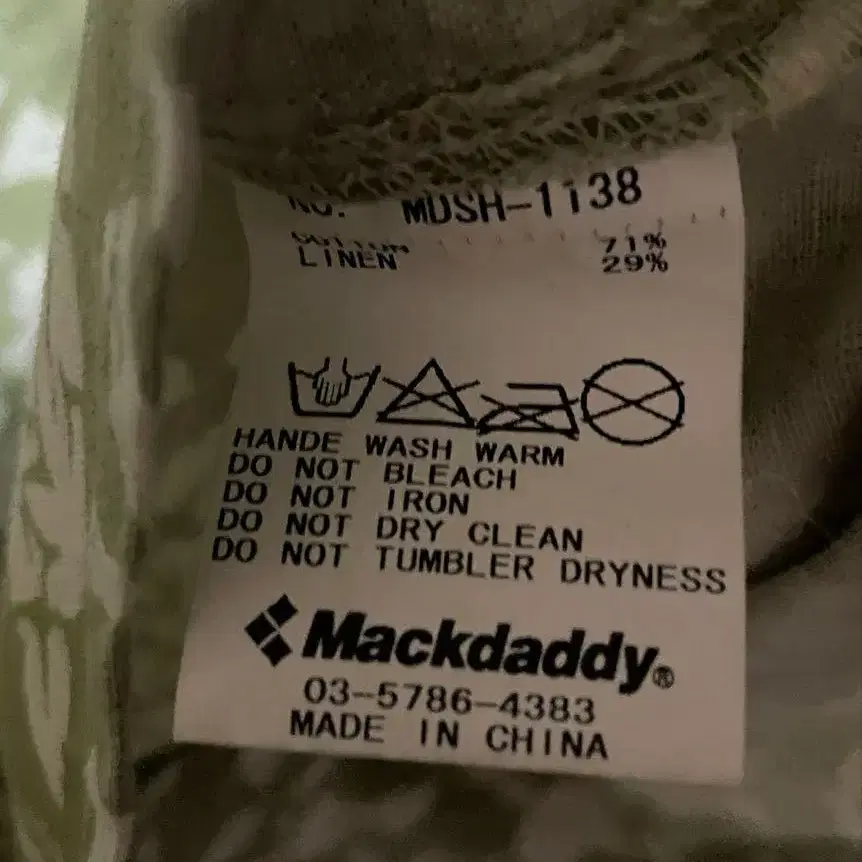 NO. MDSH-1138
COTTON 71%
LINEN 29%
HANDE WASH WARM
DO NOT BLEACH
DO NOT IRON
DO NOT DRY CLEAN
DO NOT TUMBLER DRYNESS
Mackdaddy®
03-5786-4383
MADE IN CHINA